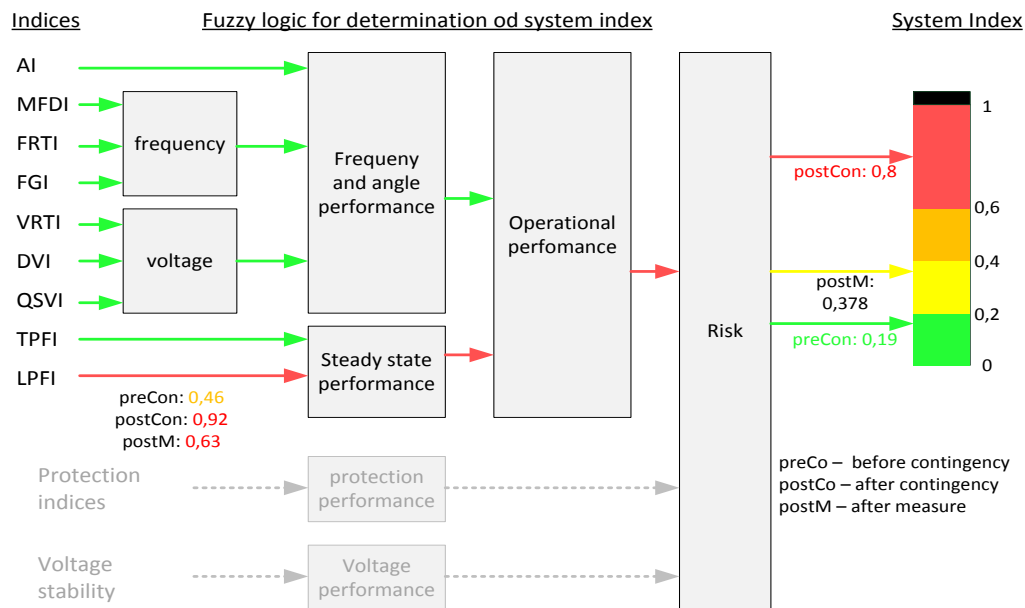 Indices
Fuzzy logic for determination od system index
System Index
AI
MFDI
FRTI
FGI
VRTI
DVI
QSVI
TPFI
LPFI
preCon: 0,46
postCon: 0,92
postM: 0,63
Protection
indices
Voltage
stability
frequency
voltage
Frequeny
and angle
performance
Steady state
performance
protection
performance
Voltage
performance
Operational
perfomance
Risk
postCon: 0,8
postM:
0,378
preCon: 0,19
1
0,6
0,4
0,2
0
preCo – before contingency
postCo – after contingency
postM – after measure